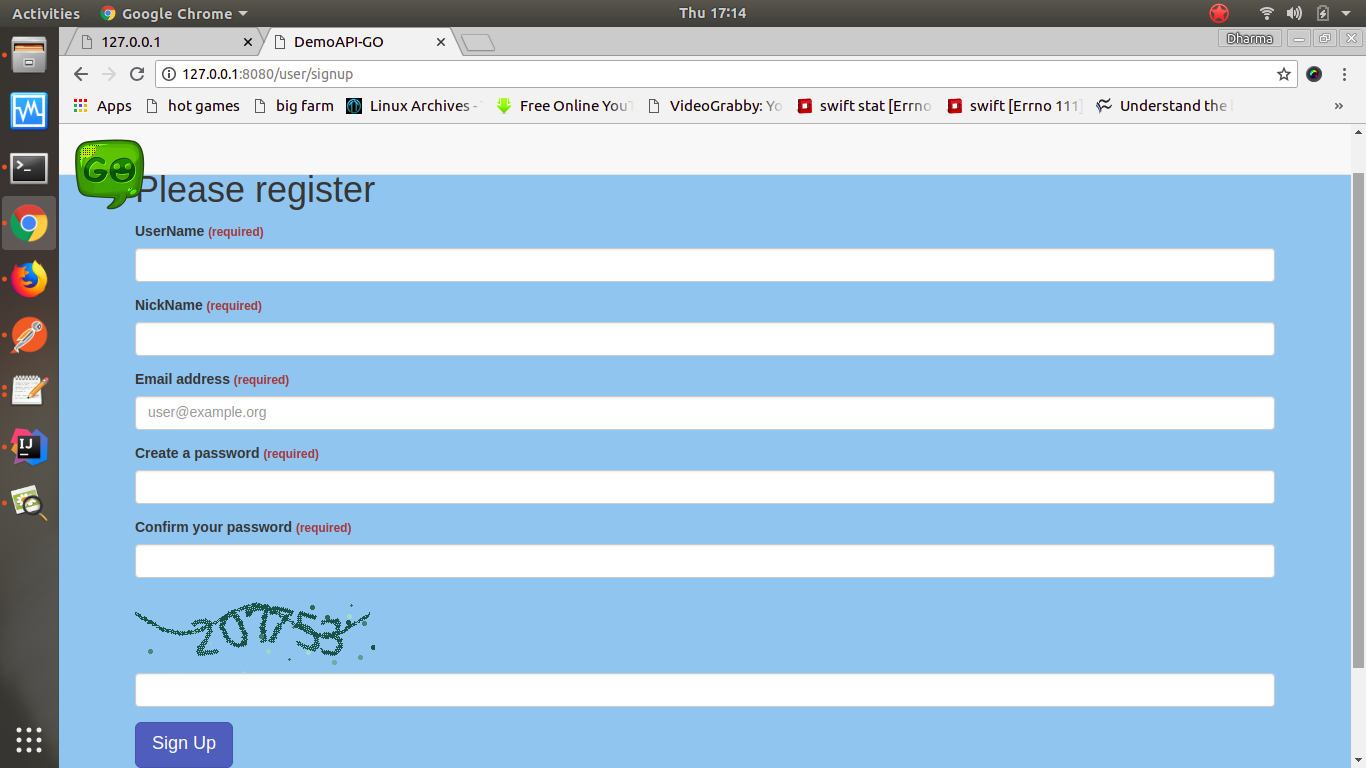 Activities Google Chrome Thu 17:14
127.0.0.1 DemoAPI-GO Dharma
127.0.0.1:8080/user/signup
Apps hot games big farm Linux Archives - Free Online You VideoGrabby: Yo swift stat [Errno swift [Errno 111] Understand the »
GO
Please register
UserName (required)
NickName (required)
Email address (required)
user@example.org
Create a password (required)
Confirm your password (required)
Sign Up